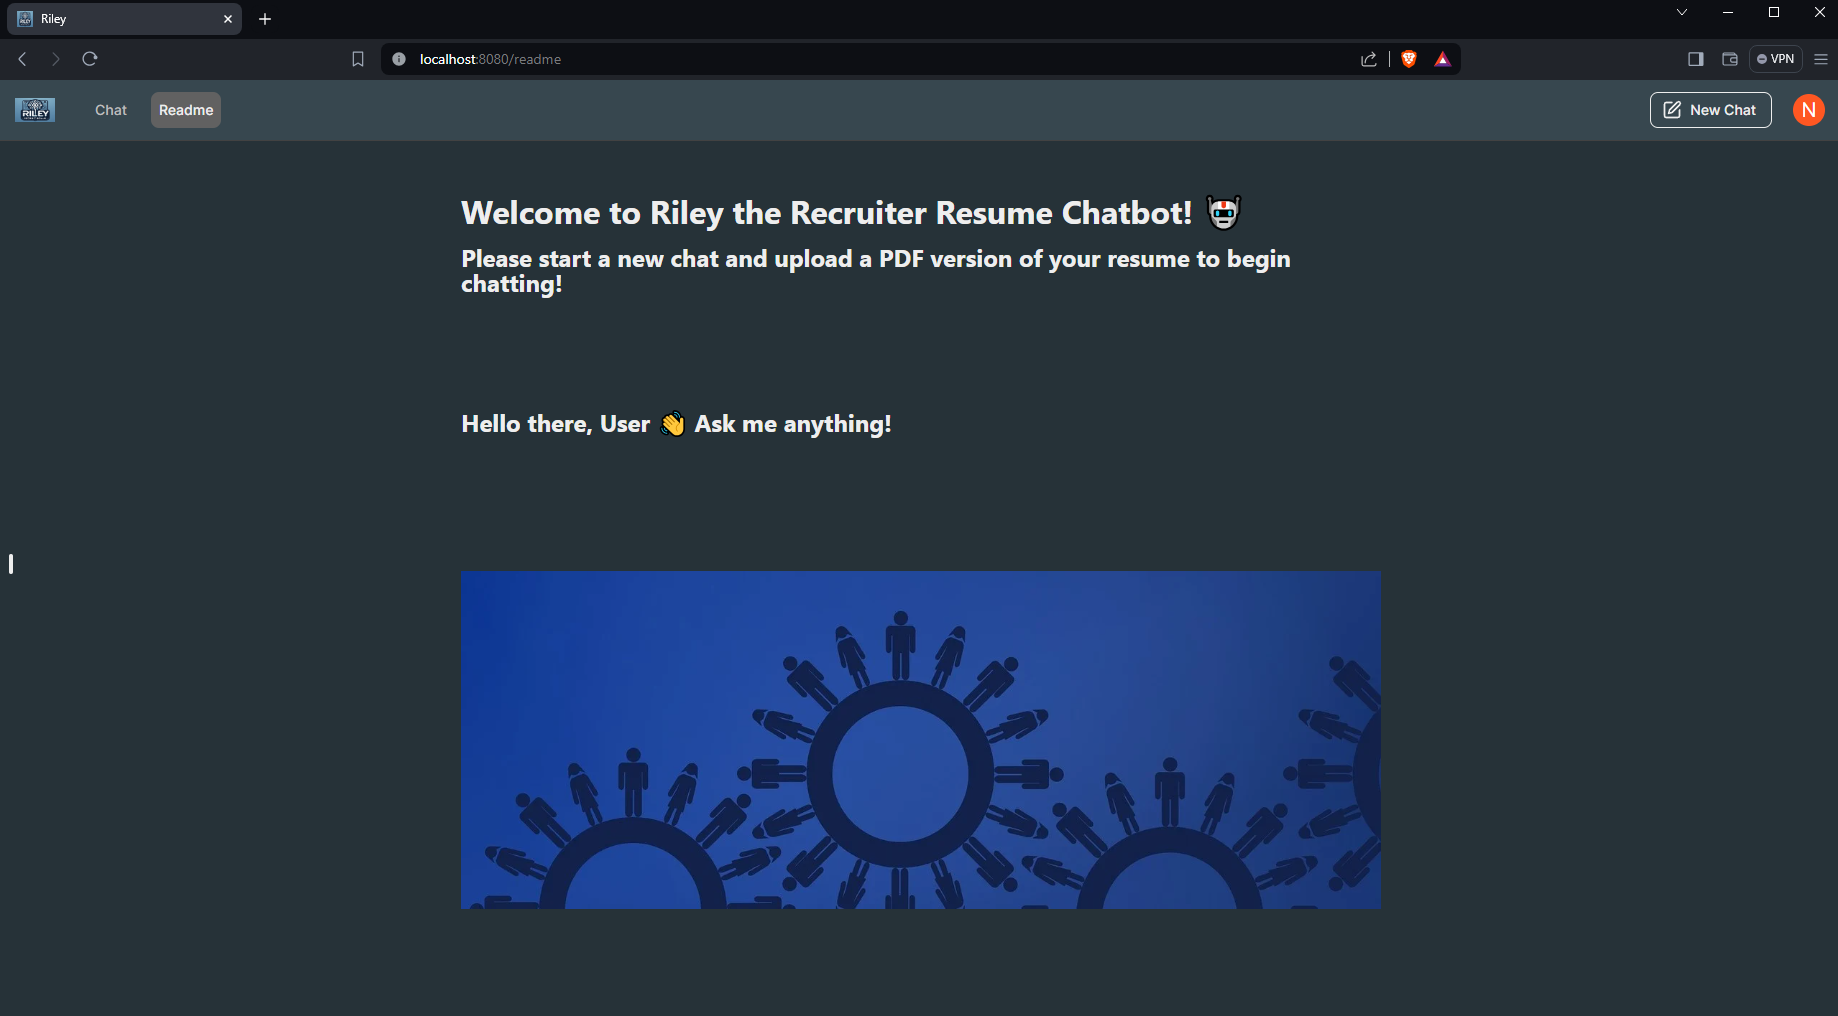 Riley
localhost:8080/readme
VPN
RILEY
Chat
Readme
New Chat
N
Welcome to Riley the Recruiter Resume Chatbot! 🤖
Please start a new chat and upload a PDF version of your resume to begin
chatting!
Hello there, User 👋 Ask me anything!